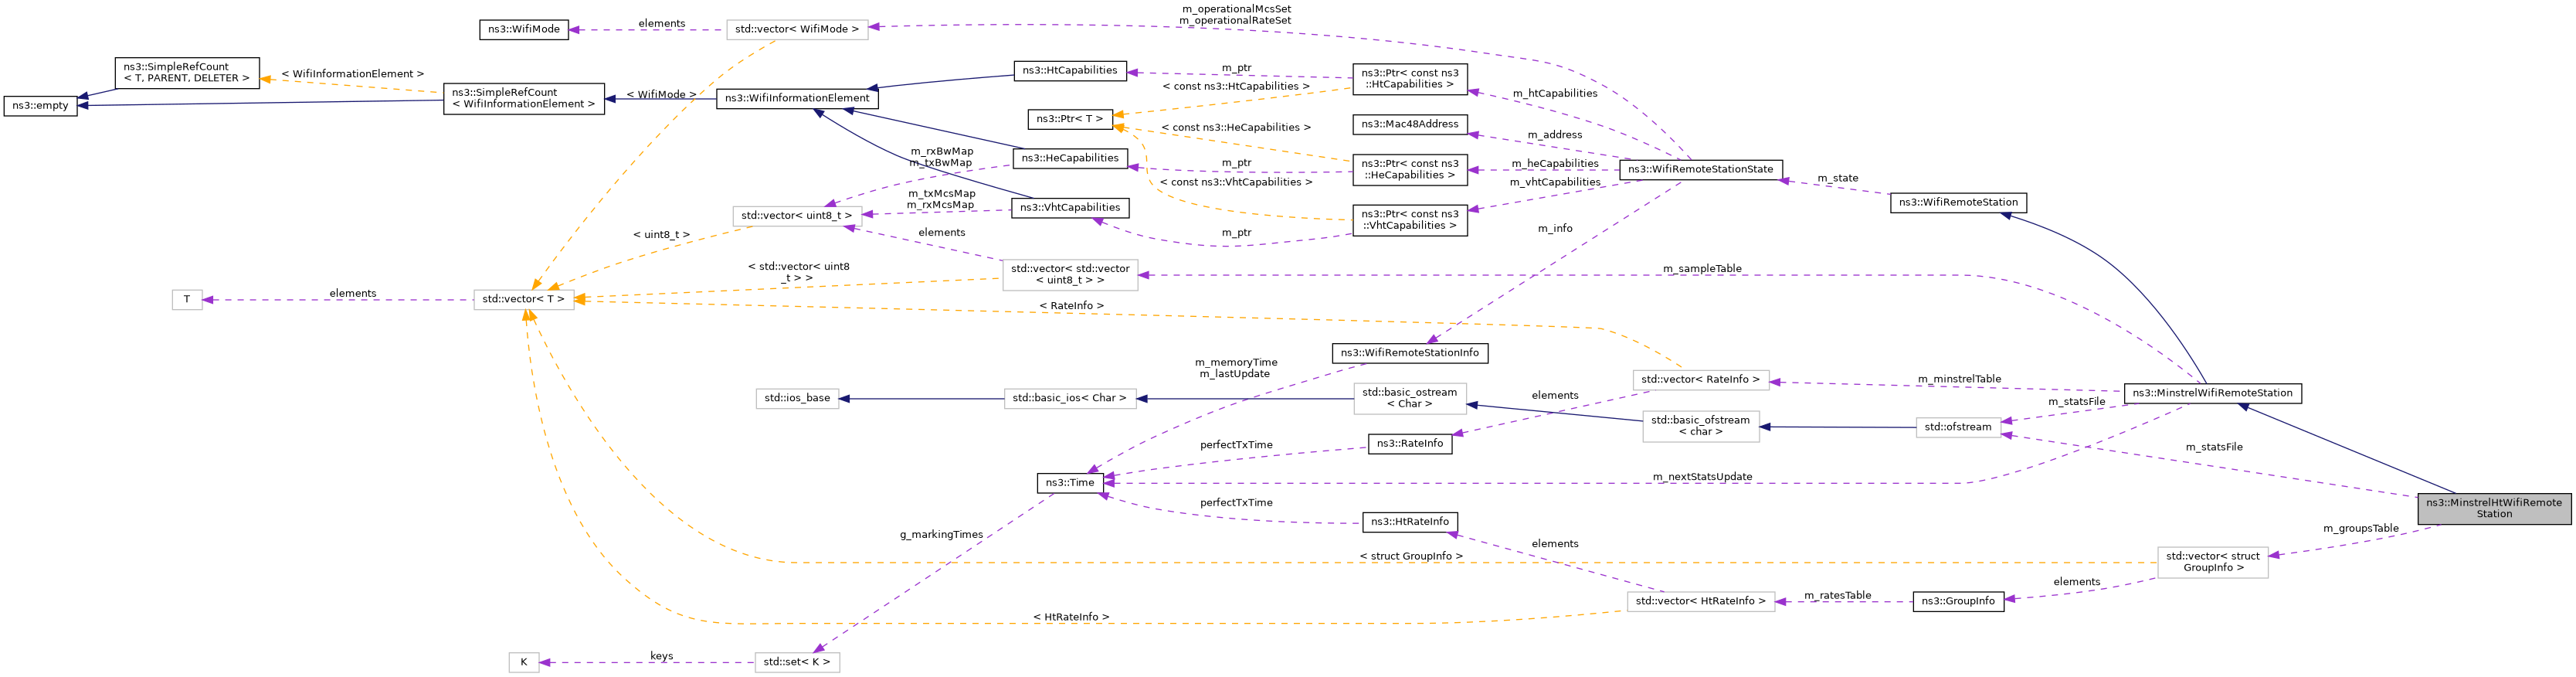 m_operationalMcsSet
m_operationalRateSet
elements
ns3::WifiMode
std::vector< WifiMode >
ns3::SimpleRefCount
< T, PARENT, DELETER >
< WifiInformationElement >
ns3::SimpleRefCount
< WifiInformationElement >
ns3::empty
< WifiMode >
ns3::WifiInformationElement
ns3::HtCapabilities
m_ptr
ns3::Ptr< const ns3
::HtCapabilities >
< const ns3::HtCapabilities >
m_htCapabilities
ns3::Ptr< T >
ns3::Mac48Address
< const ns3::HeCapabilities >
m_address
m_rxBwMap
m_txBwMap
ns3::HeCapabilities
m_ptr
ns3::Ptr< const ns3
::HeCapabilities >
m_heCapabilities
ns3::WifiRemoteStationState
< const ns3::VhtCapabilities >
m_vhtCapabilities
m_state
m_txMcsMap
m_rxMcsMap
ns3::VhtCapabilities
ns3::WifiRemoteStation
std::vector< uint8_t >
ns3::Ptr< const ns3
::VhtCapabilities >
< uint8_t >
elements
m_ptr
m_info
< std::vector< uint8
_t > >
std::vector< std::vector
< uint8_t > >
m_sampleTable
T
elements
std::vector< T >
< RateInfo >
ns3::WifiRemoteStationInfo
m_memoryTime
m_lastUpdate
std::vector< RateInfo >
m_minstrelTable
ns3::MinstrelWifiRemoteStation
std::ios_base
std::basic_ios< Char >
std::basic_ostream
< Char >
elements
m_statsFile
std::basic_ofstream
< char >
std::ofstream
perfectTxTime
ns3::RateInfo
m_statsFile
ns3::Time
m_nextStatsUpdate
perfectTxTime
ns3::HtRateInfo
ns3::MinstrelHtWifiRemote
Station
g_markingTimes
elements
m_groupsTable
< struct GroupInfo >
std::vector< struct
GroupInfo >
elements
std::vector< HtRateInfo >
m_ratesTable
ns3::GroupInfo
< HtRateInfo >
K
keys
std::set< K >